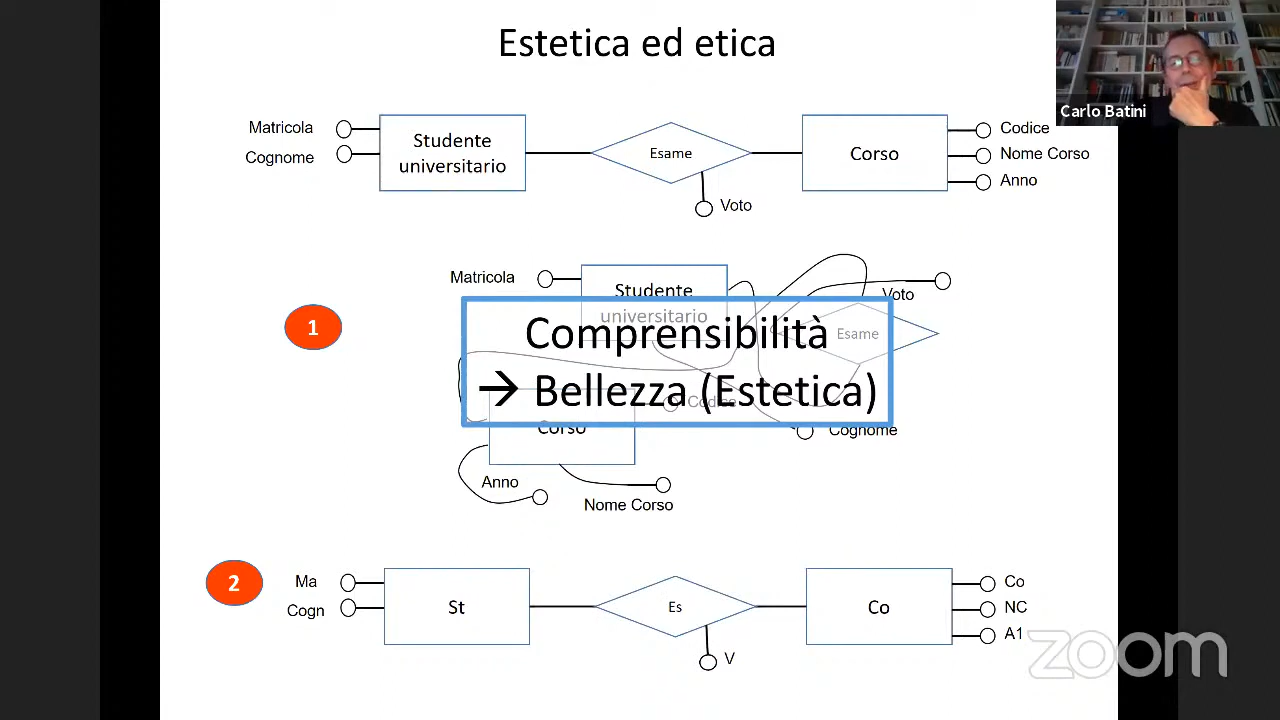 Estetica ed etica
Carlo Batini
Matricola
Cognome
Studente
universitario
Esame
Voto
Corso
Codice
Nome Corso
Anno
1
Matricola
Studente
universitario
Voto
Esame
Comprensibilità
→ Bellezza (Estetica)
Codice
Corso
Cognome
Anno
Nome Corso
2
Ma
Cogn
St
Es
V
Co
Co
NC
A1
zoom